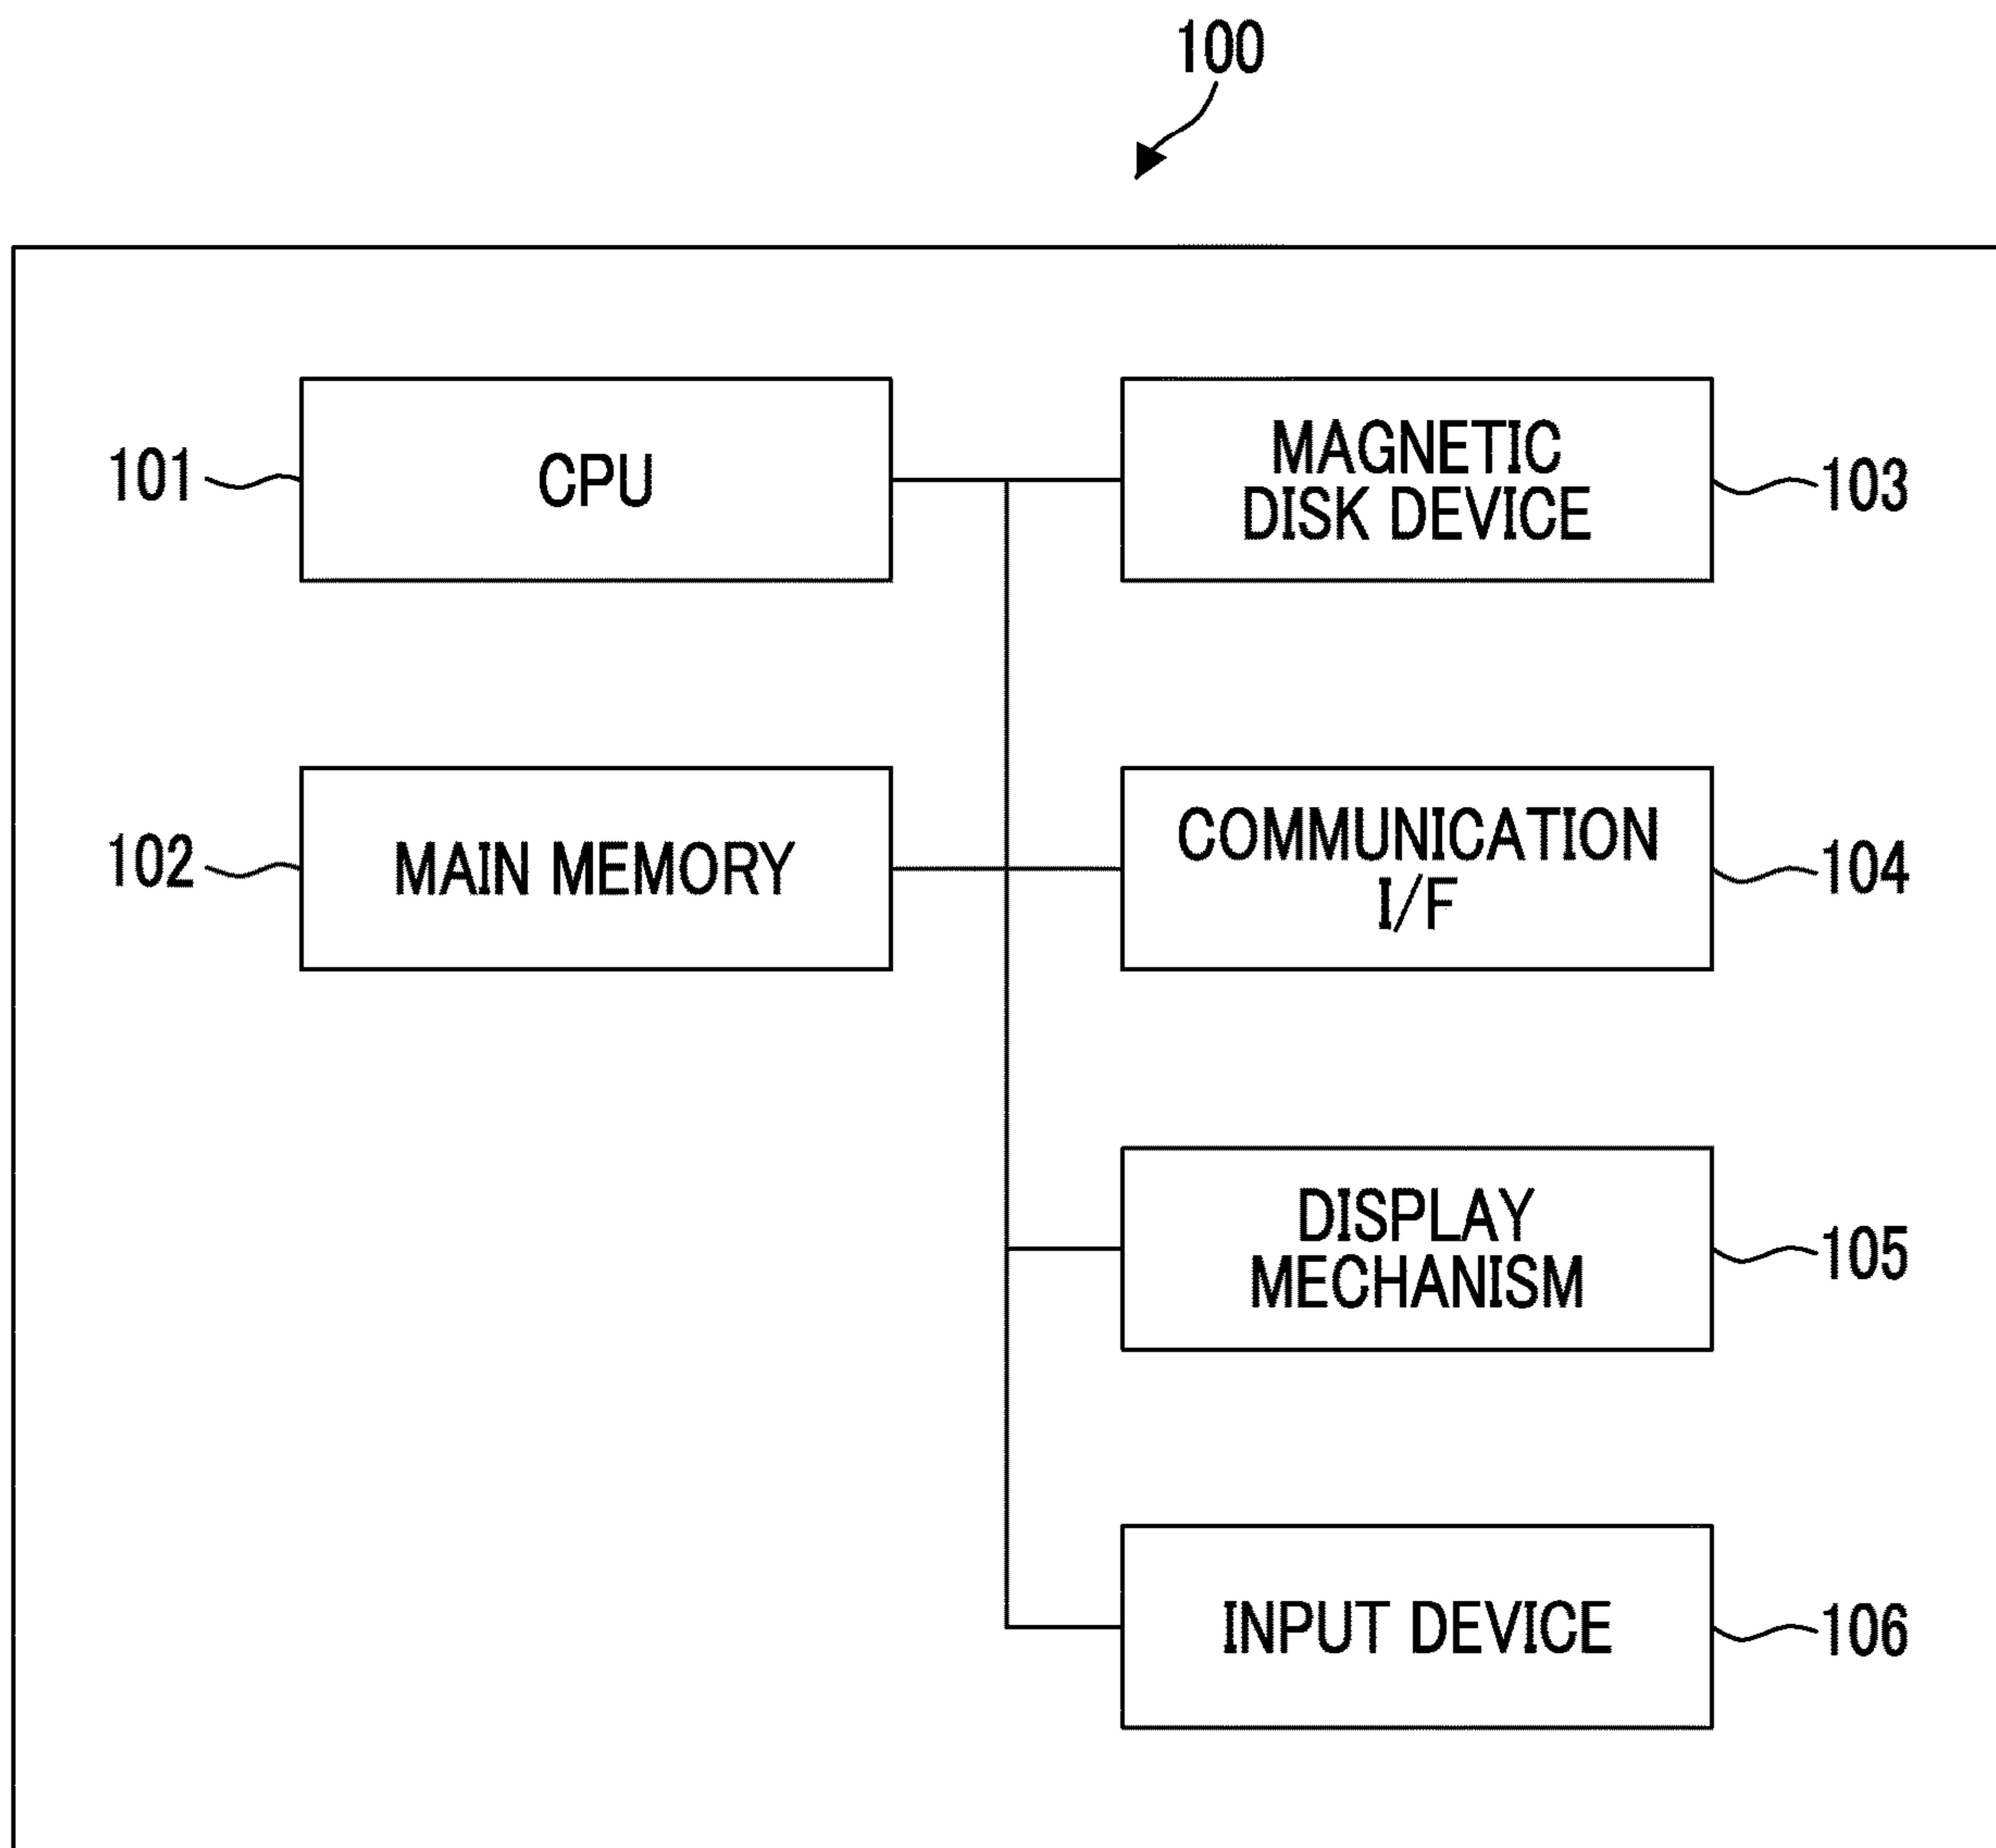 100
101
CPU
MAGNETIC
DISK DEVICE
103
102
MAIN MEMORY
COMMUNICATION
I/F
104
DISPLAY
MECHANISM
105
INPUT DEVICE
106